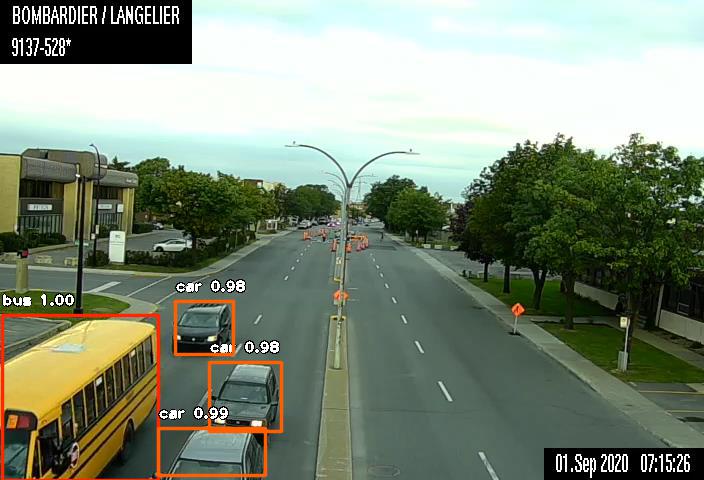 BOMBARDIER / LANGELIER
9137-528*
car 0.98
bus 1.00
car 0.98
car 0.99
01.Sep 2020 07:15:26